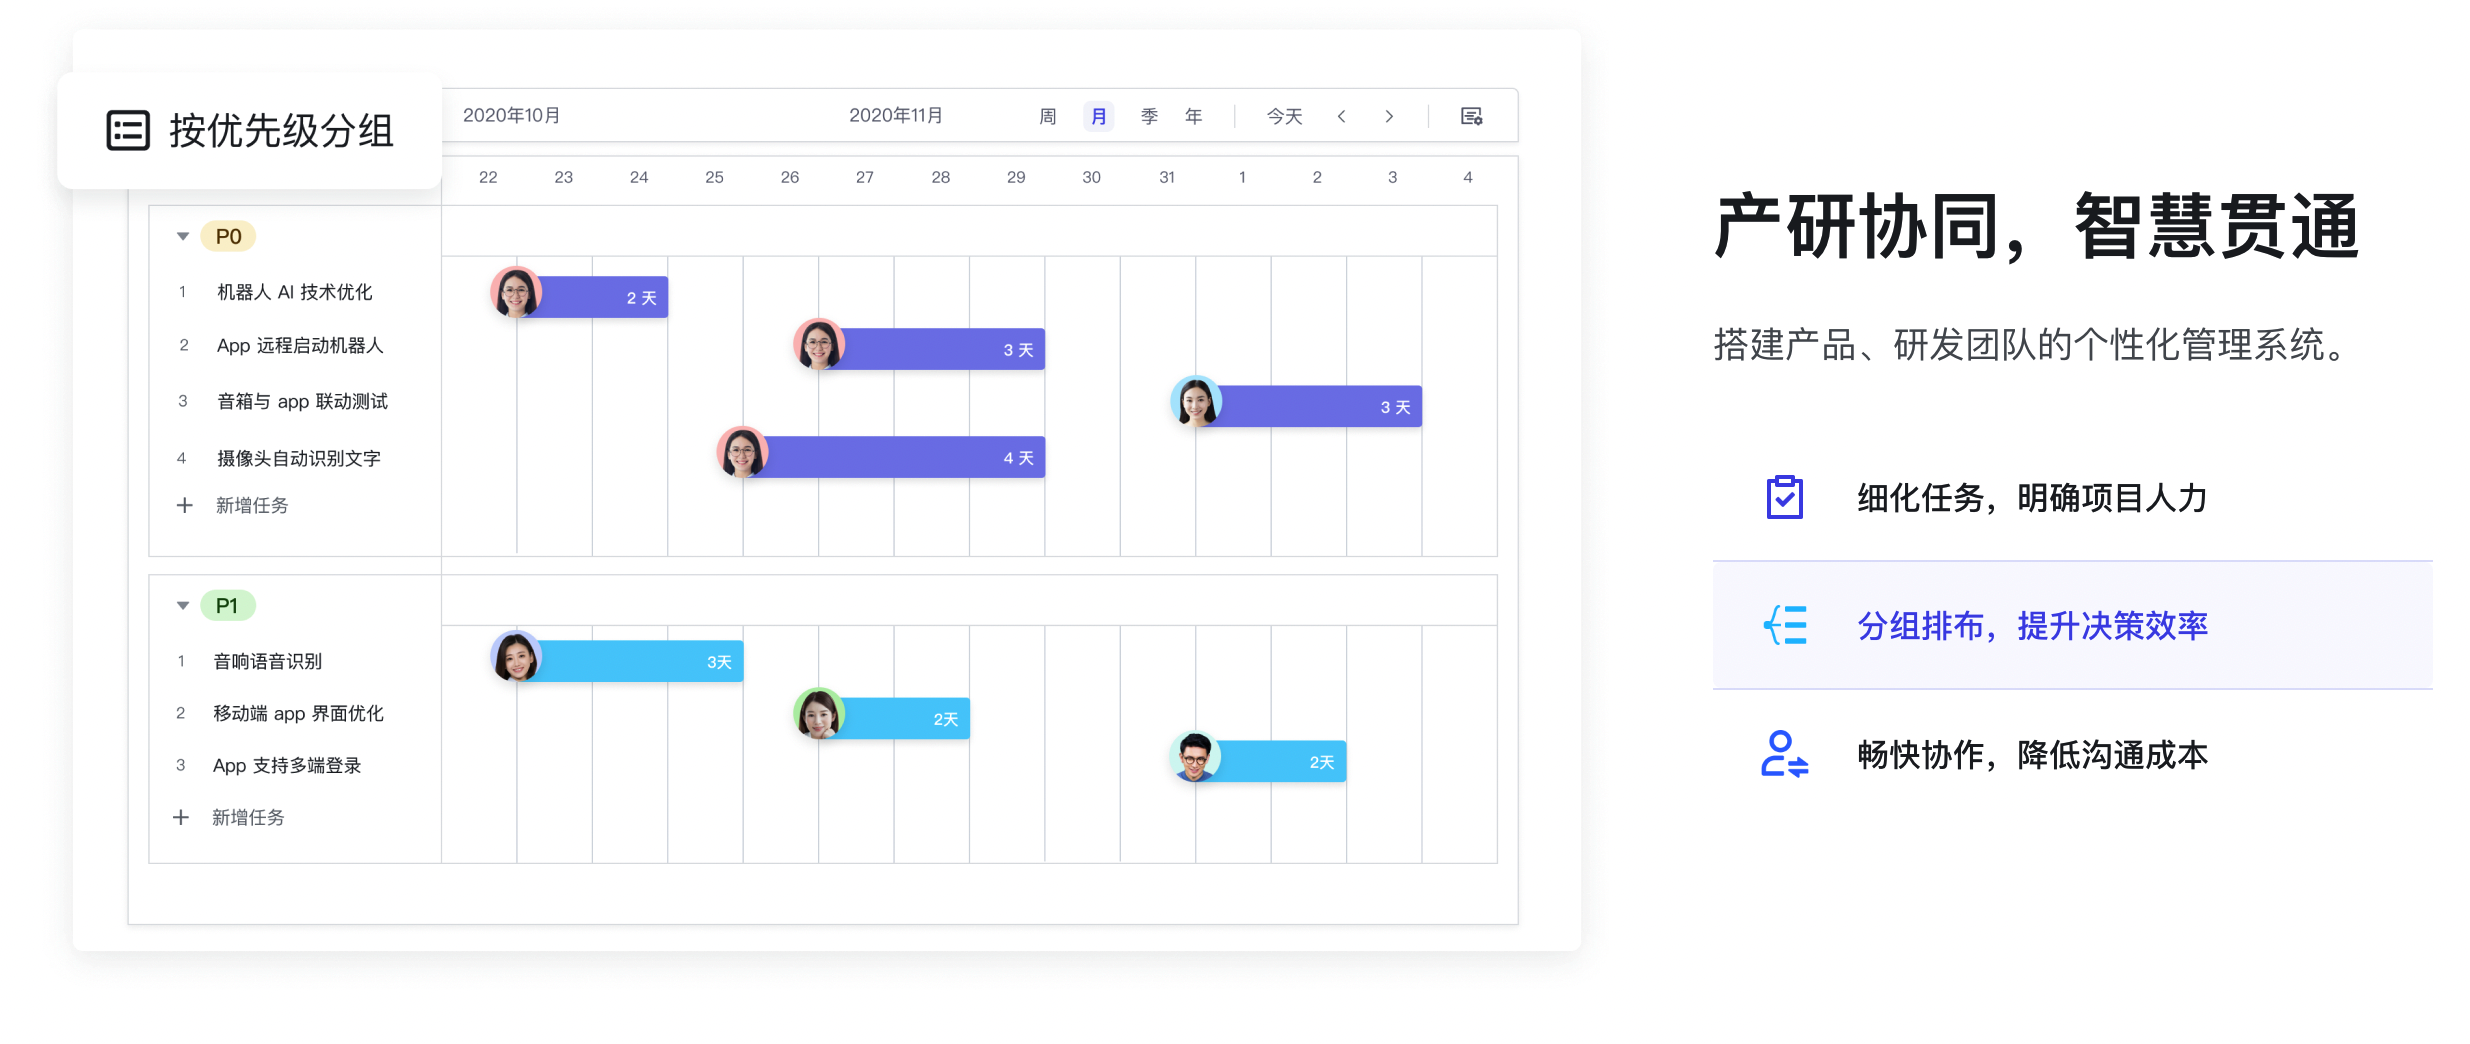 按优先级分组
2020年10月 2020年11月 周 月 季 年 今天
22 23 24 25 26 27 28 29 30 31 1 2 3 4
P0
1 机器人 AI 技术优化 2 天
2 App 远程启动机器人 3 天
3 音箱与 app 联动测试 3 天
4 摄像头自动识别文字 4 天
新增任务
P1
1 音响语音识别 3天
2 移动端 app 界面优化 2天
3 App 支持多端登录 2天
新增任务
产研协同，智慧贯通
搭建产品、研发团队的个性化管理系统。
细化任务，明确项目人力
分组排布，提升决策效率
畅快协作，降低沟通成本